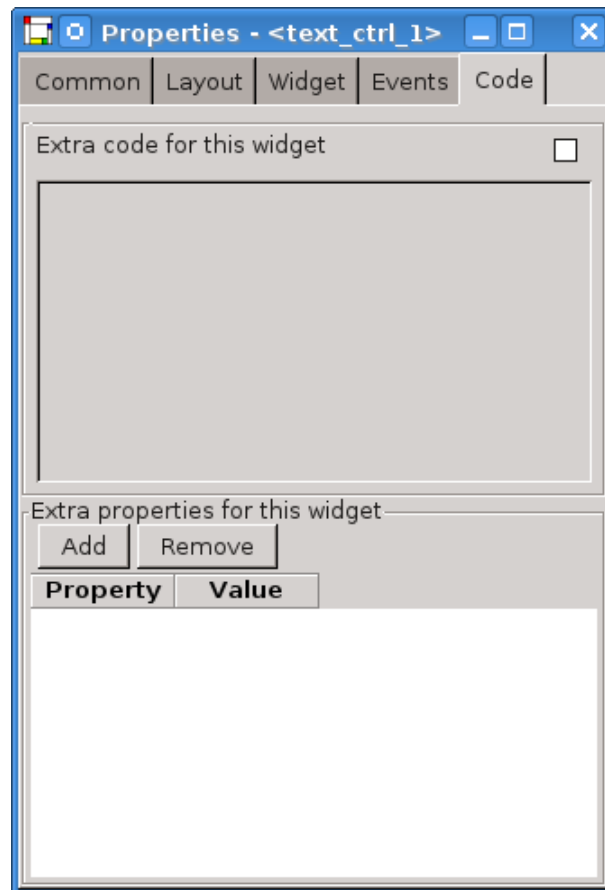 Properties - <text_ctrl_1>
Common Layout Widget Events Code
Extra code for this widget
Extra properties for this widget
Add Remove
Property Value